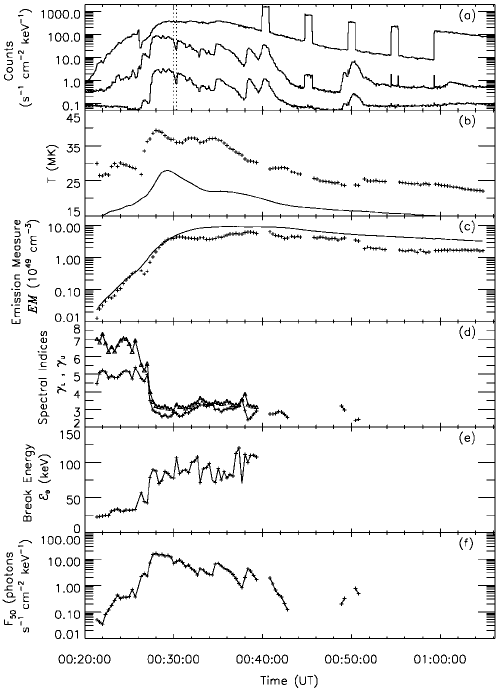 Counts
(s⁻¹ cm⁻² keV⁻¹)
1000.0
100.0
10.0
1.0
0.1
(a)
T (MK)
45
35
25
15
(b)
Emission Measure
EM (10⁴⁹ cm⁻³)
10.00
1.00
0.10
0.01
(c)
Spectral Indices
γL , γU
8
7
6
5
4
3
2
(d)
Break Energy
ℰB (keV)
150
100
50
0
(e)
F50 (photons
s⁻¹ cm⁻² keV⁻¹)
100.00
10.00
1.00
0.10
0.01
(f)
00:20:00 00:30:00 00:40:00 00:50:00 01:00:00
Time (UT)